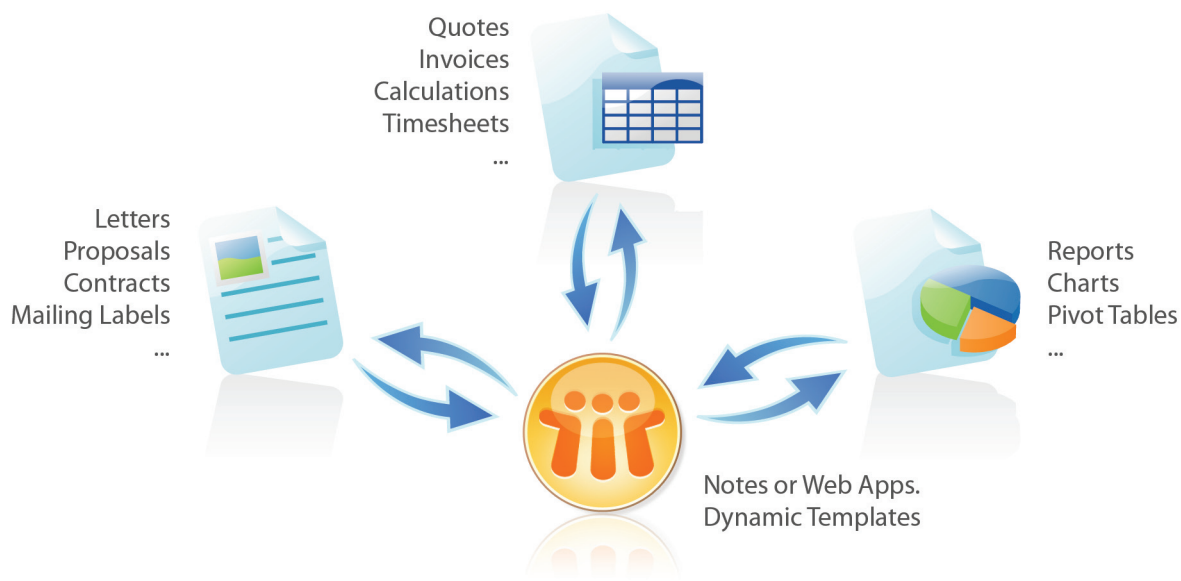 Quotes
Invoices
Calculations
Timesheets
...
Letters
Proposals
Contracts
Mailing Labels
...
Reports
Charts
Pivot Tables
...
Notes or Web Apps.
Dynamic Templates